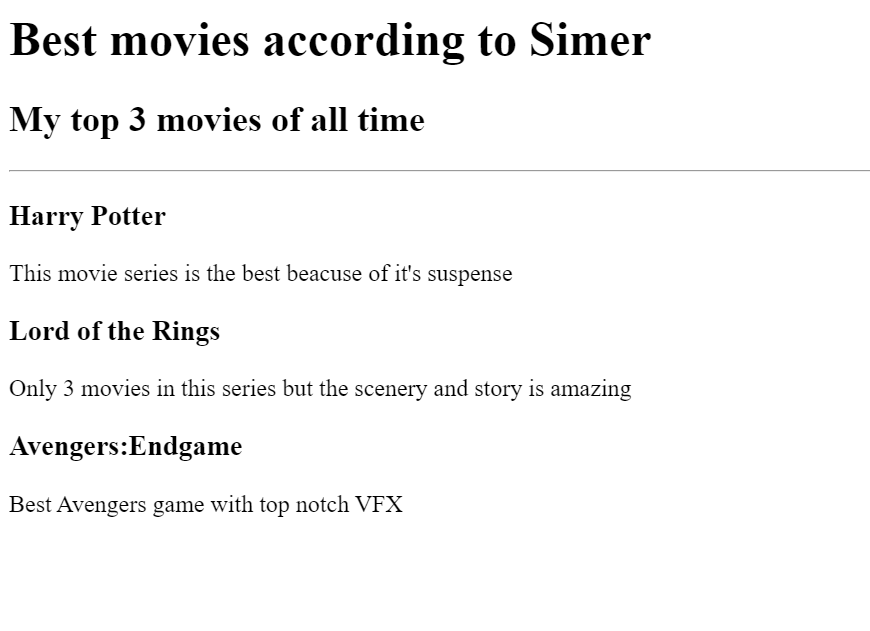 Best movies according to Simer
My top 3 movies of all time
Harry Potter
This movie series is the best beacuse of it's suspense
Lord of the Rings
Only 3 movies in this series but the scenery and story is amazing
Avengers:Endgame
Best Avengers game with top notch VFX